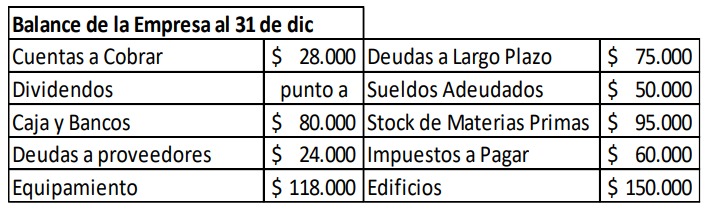 Balance de la Empresa al 31 de dic
Cuentas a Cobrar $ 28.000 Deudas a Largo Plazo $ 75.000
Dividendos punto a Sueldos Adeudados $ 50.000
Caja y Bancos $ 80.000 Stock de Materias Primas $ 95.000
Deudas a proveedores $ 24.000 Impuestos a Pagar $ 60.000
Equipamiento $ 118.000 Edificios $ 150.000